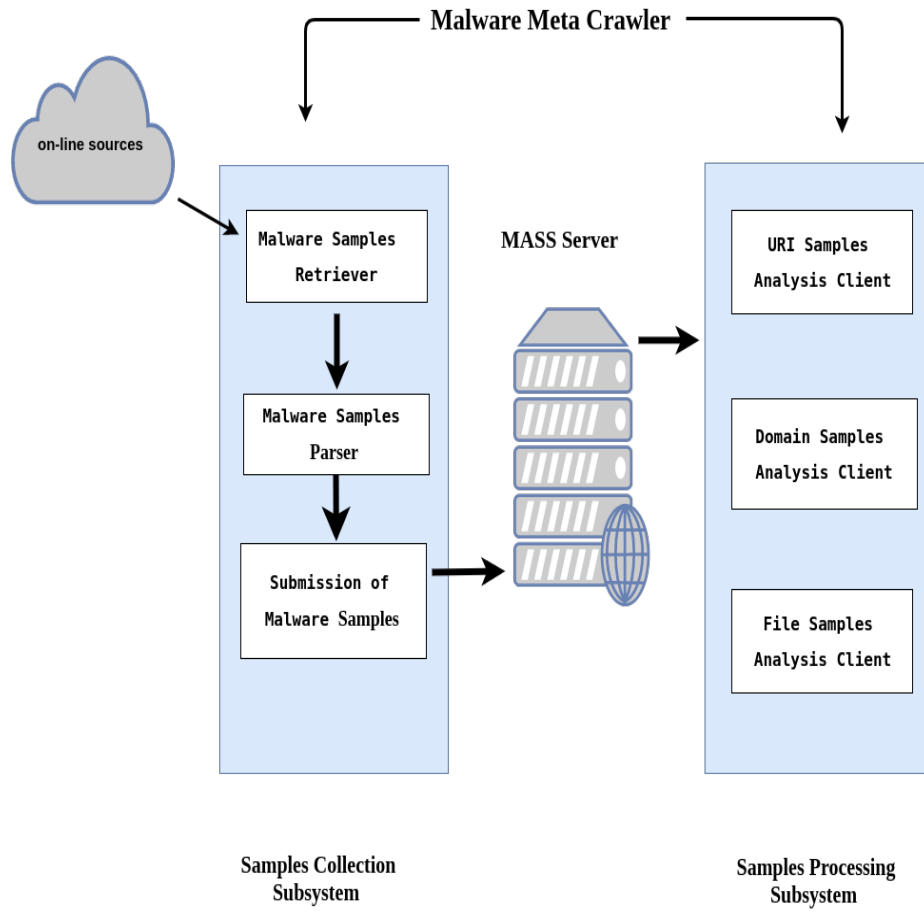 Malware Meta Crawler
on-line sources
Malware Samples
Retriever
Malware Samples
Parser
Submission of
Malware Samples
Samples Collection
Subsystem
MASS Server
URI Samples
Analysis Client
Domain Samples
Analysis Client
File Samples
Analysis Client
Samples Processing
Subsystem